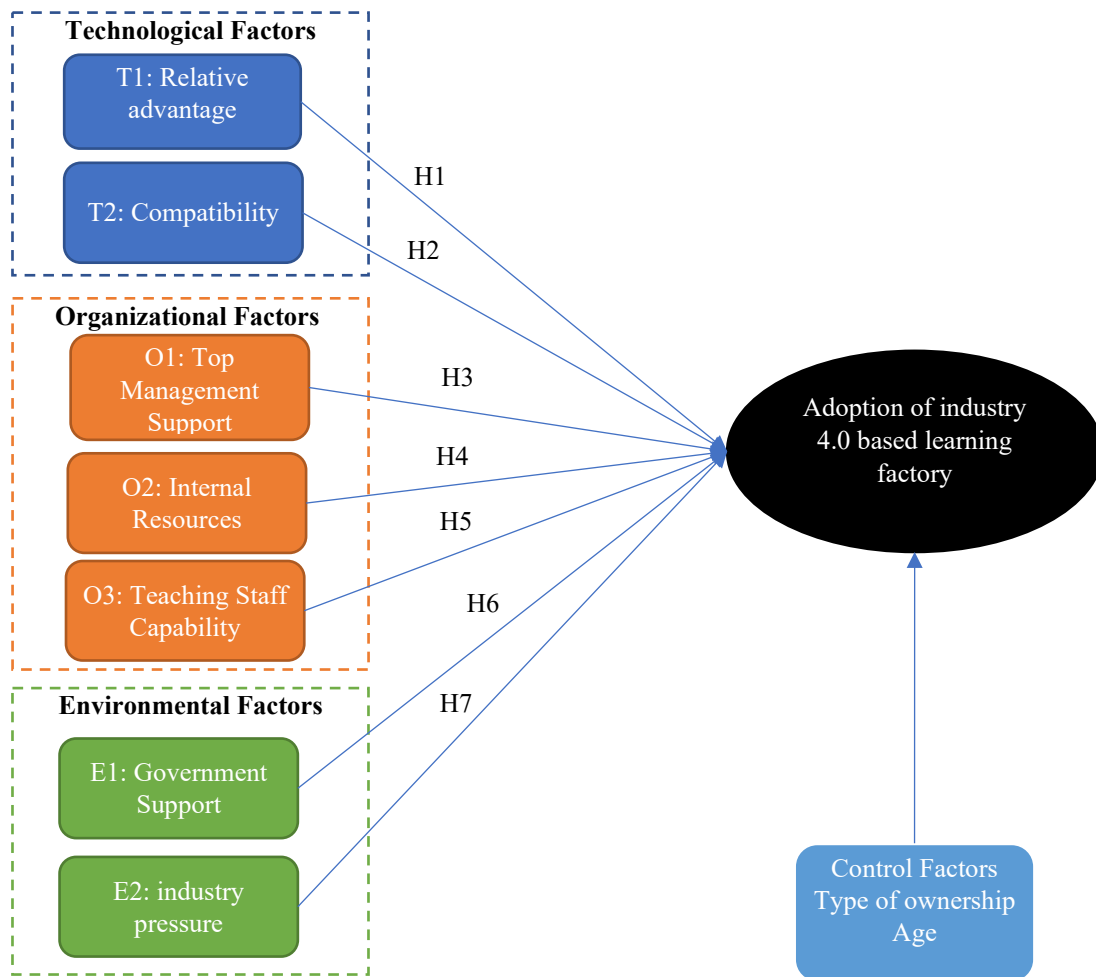 Technological Factors
T1: Relative
advantage
T2: Compatibility
H1
H2
Organizational Factors
O1: Top
Management
Support
O2: Internal
Resources
O3: Teaching Staff
Capability
H3
H4
H5
Environmental Factors
E1: Government
Support
E2: industry
pressure
H6
H7
Adoption of industry
4.0 based learning
factory
Control Factors
Type of ownership
Age